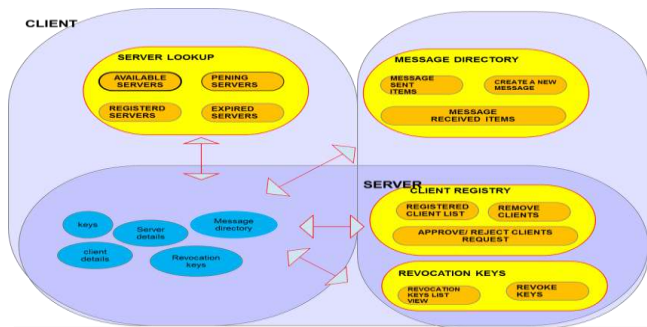 CLIENT
SERVER LOOKUP
AVAILABLE
SERVERS
PENING
SERVERS
REGISTERD
SERVERS
EXPIRED
SERVERS
MESSAGE DIRECTORY
MESSAGE
SENT
ITEMS
CREATE A NEW
MESSAGE
MESSAGE
RECEIVED ITEMS
SERVER
CLIENT REGISTRY
REGISTERED
CLIENT LIST
REMOVE
CLIENTS
APPROVE/ REJECT CLIENTS
REQUEST
REVOCATION KEYS
REVOCATION
KEYS LIST
VIEW
REVOKE
KEYS
keys
Server
details
Message
directory
client
details
Revocation
keys